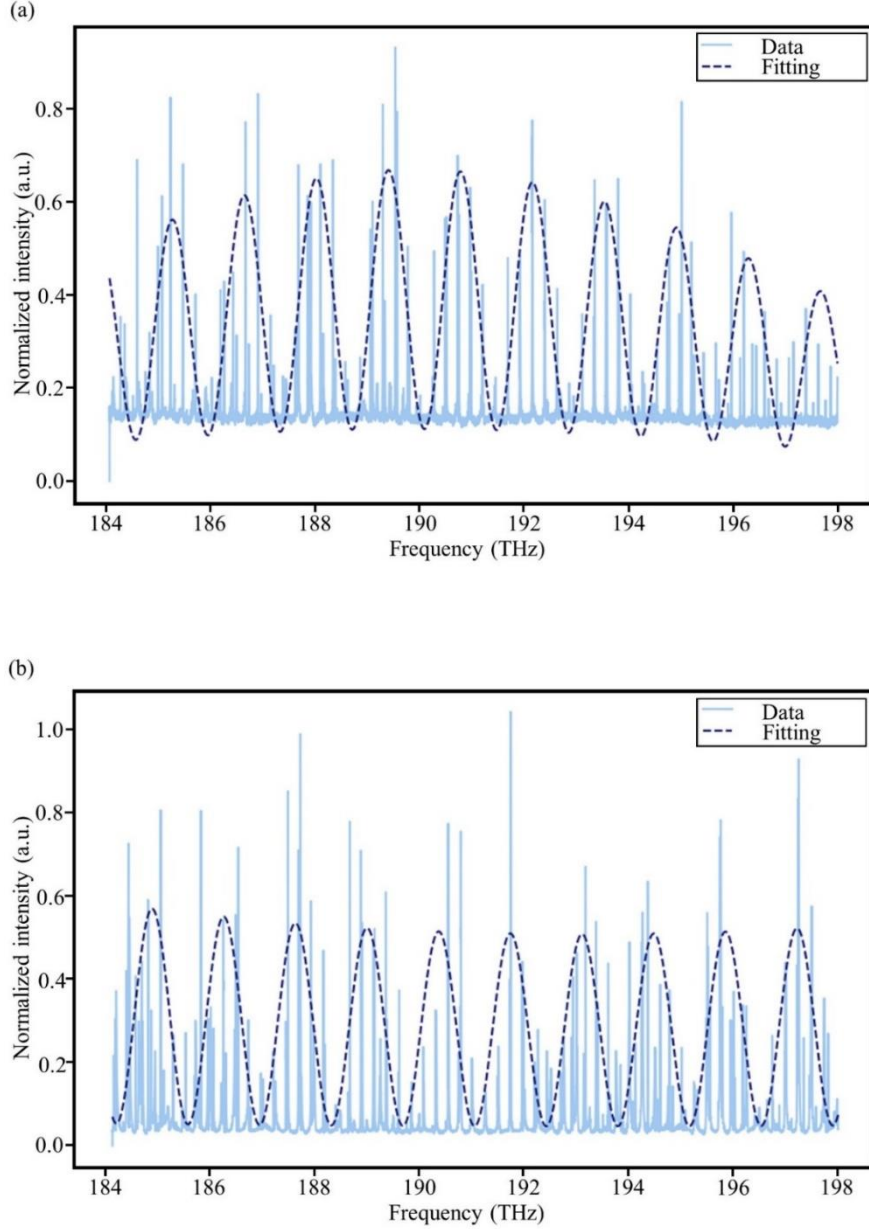 (a)
Data
Fitting
Normalized intensity (a.u.)
0.8
0.6
0.4
0.2
0.0
184 186 188 190 192 194 196 198
Frequency (THz)
(b)
Data
Fitting
Normalized intensity (a.u.)
1.0
0.8
0.6
0.4
0.2
0.0
184 186 188 190 192 194 196 198
Frequency (THz)